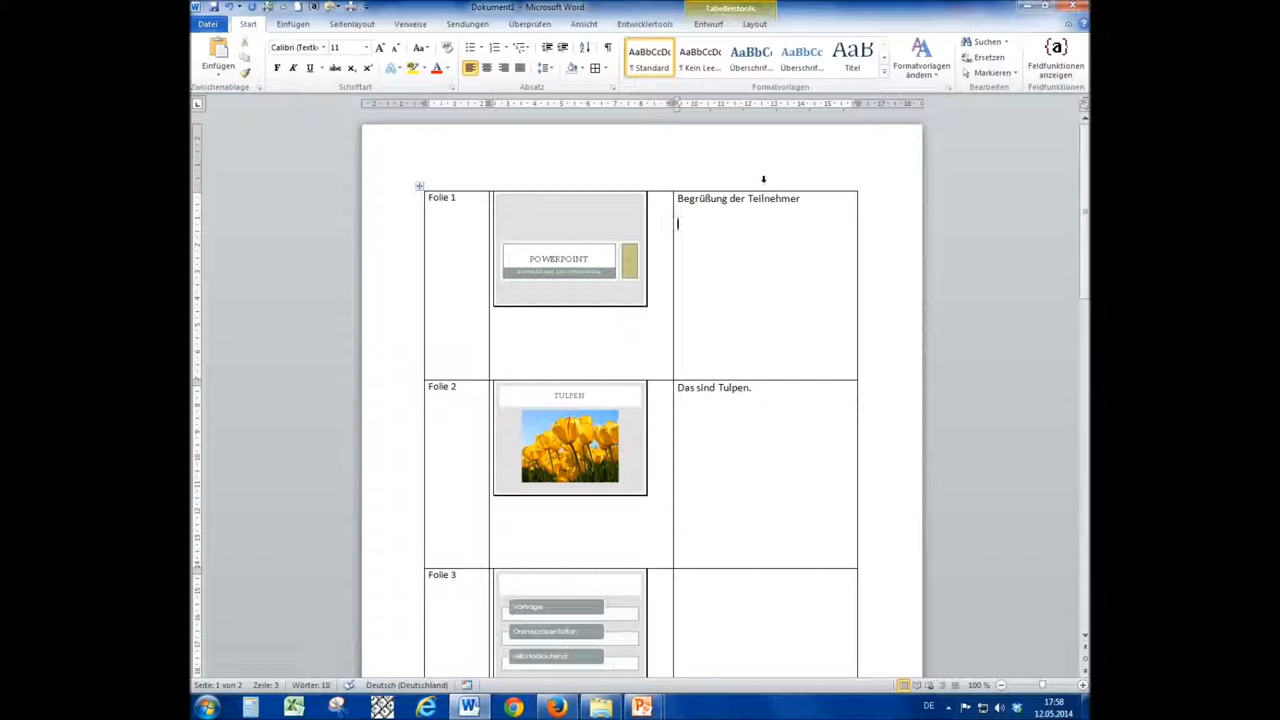 Dokument1 - Microsoft Word
Tabellentools
Datei Start Einfügen Seitenlayout Verweise Sendungen Überprüfen Ansicht Entwicklertools Entwurf Layout
Calibri (Textk 11
Einfügen
Zwischenablage Schriftart Absatz Formatvorlagen Bearbeiten
AaBbCcDc AaBbCcDc AaBbCc AaBbCc AaB
¶ Standard ¶ Kein Lee... Überschrif... Überschrif... Titel
Formatvorlagen ändern
Suchen
Ersetzen
Markieren
Feldfunktionen anzeigen
Folie 1
POWERPOINT
Begrüßung der Teilnehmer
Folie 2
TULPEN
Das sind Tulpen.
Folie 3
Vorträge
Onlinepräsentation
selbstablaufend
Seite: 1 von 2 Zeile: 3 Wörter: 18 Deutsch (Deutschland) 100 %
DE 17:58
12.05.2014